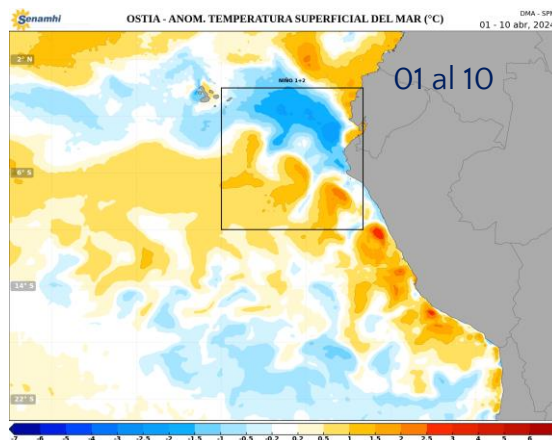 Senamhi
OSTIA - ANOM. TEMPERATURA SUPERFICIAL DEL MAR (°C)
DMA - SPR
01 - 10 abr, 2024
01 al 10
2° N
NIÑO 1+2
6° S
14° S
22° S
-7 -6 -5 -4 -3 -2.5 -2 -1.5 -1 -0.5 -0.2 0.2 0.5 1 1.5 2 2.5 3 4 5 6